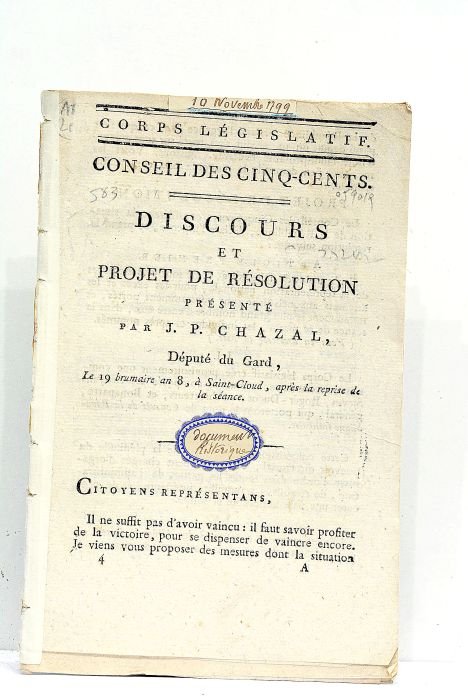 10 Novembre 1799
CORPS LÉGISLATIF.
CONSEIL DES CINQ-CENTS.
583
DISCOURS
ET
PROJET DE RÉSOLUTION
PRÉSENTÉ
PAR J. P. CHAZAL,
Député du Gard,
Le 19 brumaire an 8, à Saint-Cloud, après la reprise de
la séance.
document
Historique
CITOYENS REPRÉSENTANS,
Il ne suffit pas d'avoir vaincu : il faut savoir profiter
de la victoire, pour se dispenser de vaincre encore.
Je viens vous proposer des mesures dont la situation
4 A